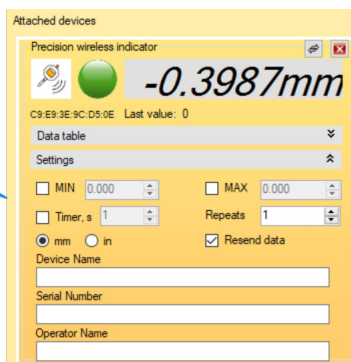 Attached devices
Precision wireless indicator
-0.3987mm
C9:E9:3E:9C:D5:0E Last value: 0
Data table
Settings
MIN 0.000 MAX 0.000
Timer, s 1 Repeats 1
mm in Resend data
Device Name
Serial Number
Operator Name